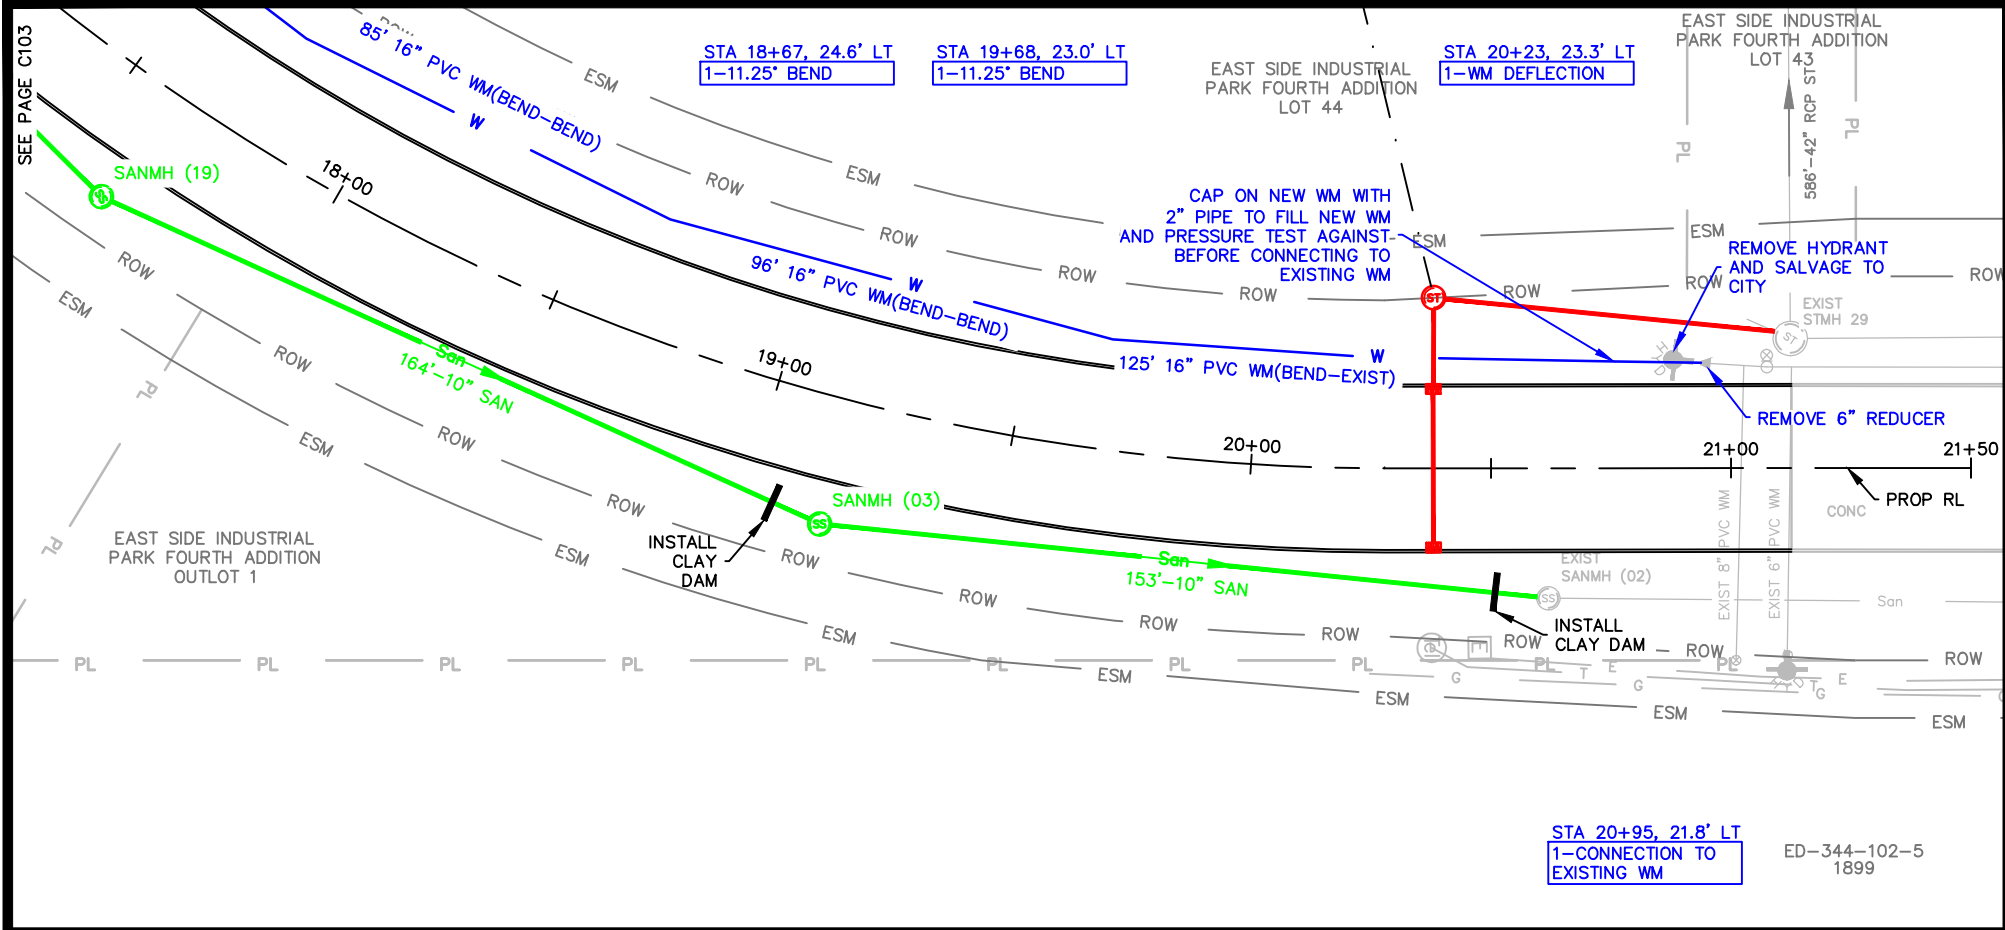 SEE PAGE C103
85' 16" PVC WM(BEND-BEND)
W
ESM
STA 18+67, 24.6' LT
1-11.25° BEND
STA 19+68, 23.0' LT
1-11.25° BEND
EAST SIDE INDUSTRIAL
PARK FOURTH ADDITION
LOT 44
STA 20+23, 23.3' LT
1-WM DEFLECTION
EAST SIDE INDUSTRIAL
PARK FOURTH ADDITION
LOT 43
586'-42" RCP ST
PL
PL
SANMH (19)
18+00
ROW
ESM
ROW
ROW
ROW
CAP ON NEW WM WITH
2" PIPE TO FILL NEW WM
AND PRESSURE TEST AGAINST
BEFORE CONNECTING TO
EXISTING WM
ESM
ESM
ROW
ROW
ROW
REMOVE HYDRANT
AND SALVAGE TO
CITY
EXIST
STMH 29
ST
ST
HYD
W
96' 16" PVC WM(BEND-BEND)
ROW
ESM
ROW
San
164'-10" SAN
19+00
125' 16" PVC WM(BEND-EXIST)
W
REMOVE 6" REDUCER
PL
ROW
ESM
20+00
21+00
21+50
PROP RL
CONC
EXIST 8" PVC WM
EXIST 6" PVC WM
SANMH (03)
SS
SS
ROW
INSTALL
CLAY
DAM
ROW
ESM
San
153'-10" SAN
EXIST
SANMH (02)
SS
San
INSTALL
CLAY DAM
PL
EAST SIDE INDUSTRIAL
PARK FOURTH ADDITION
OUTLOT 1
ROW
ROW
ROW
ROW
ROW
ROW
ESM
E
PL
PL
PL
PL
PL
PL
PL
PL
PL
PL
G
T
E
G
HYD
T
G
E
ESM
ESM
ESM
ESM
STA 20+95, 21.8' LT
1-CONNECTION TO
EXISTING WM
ED-344-102-5
1899